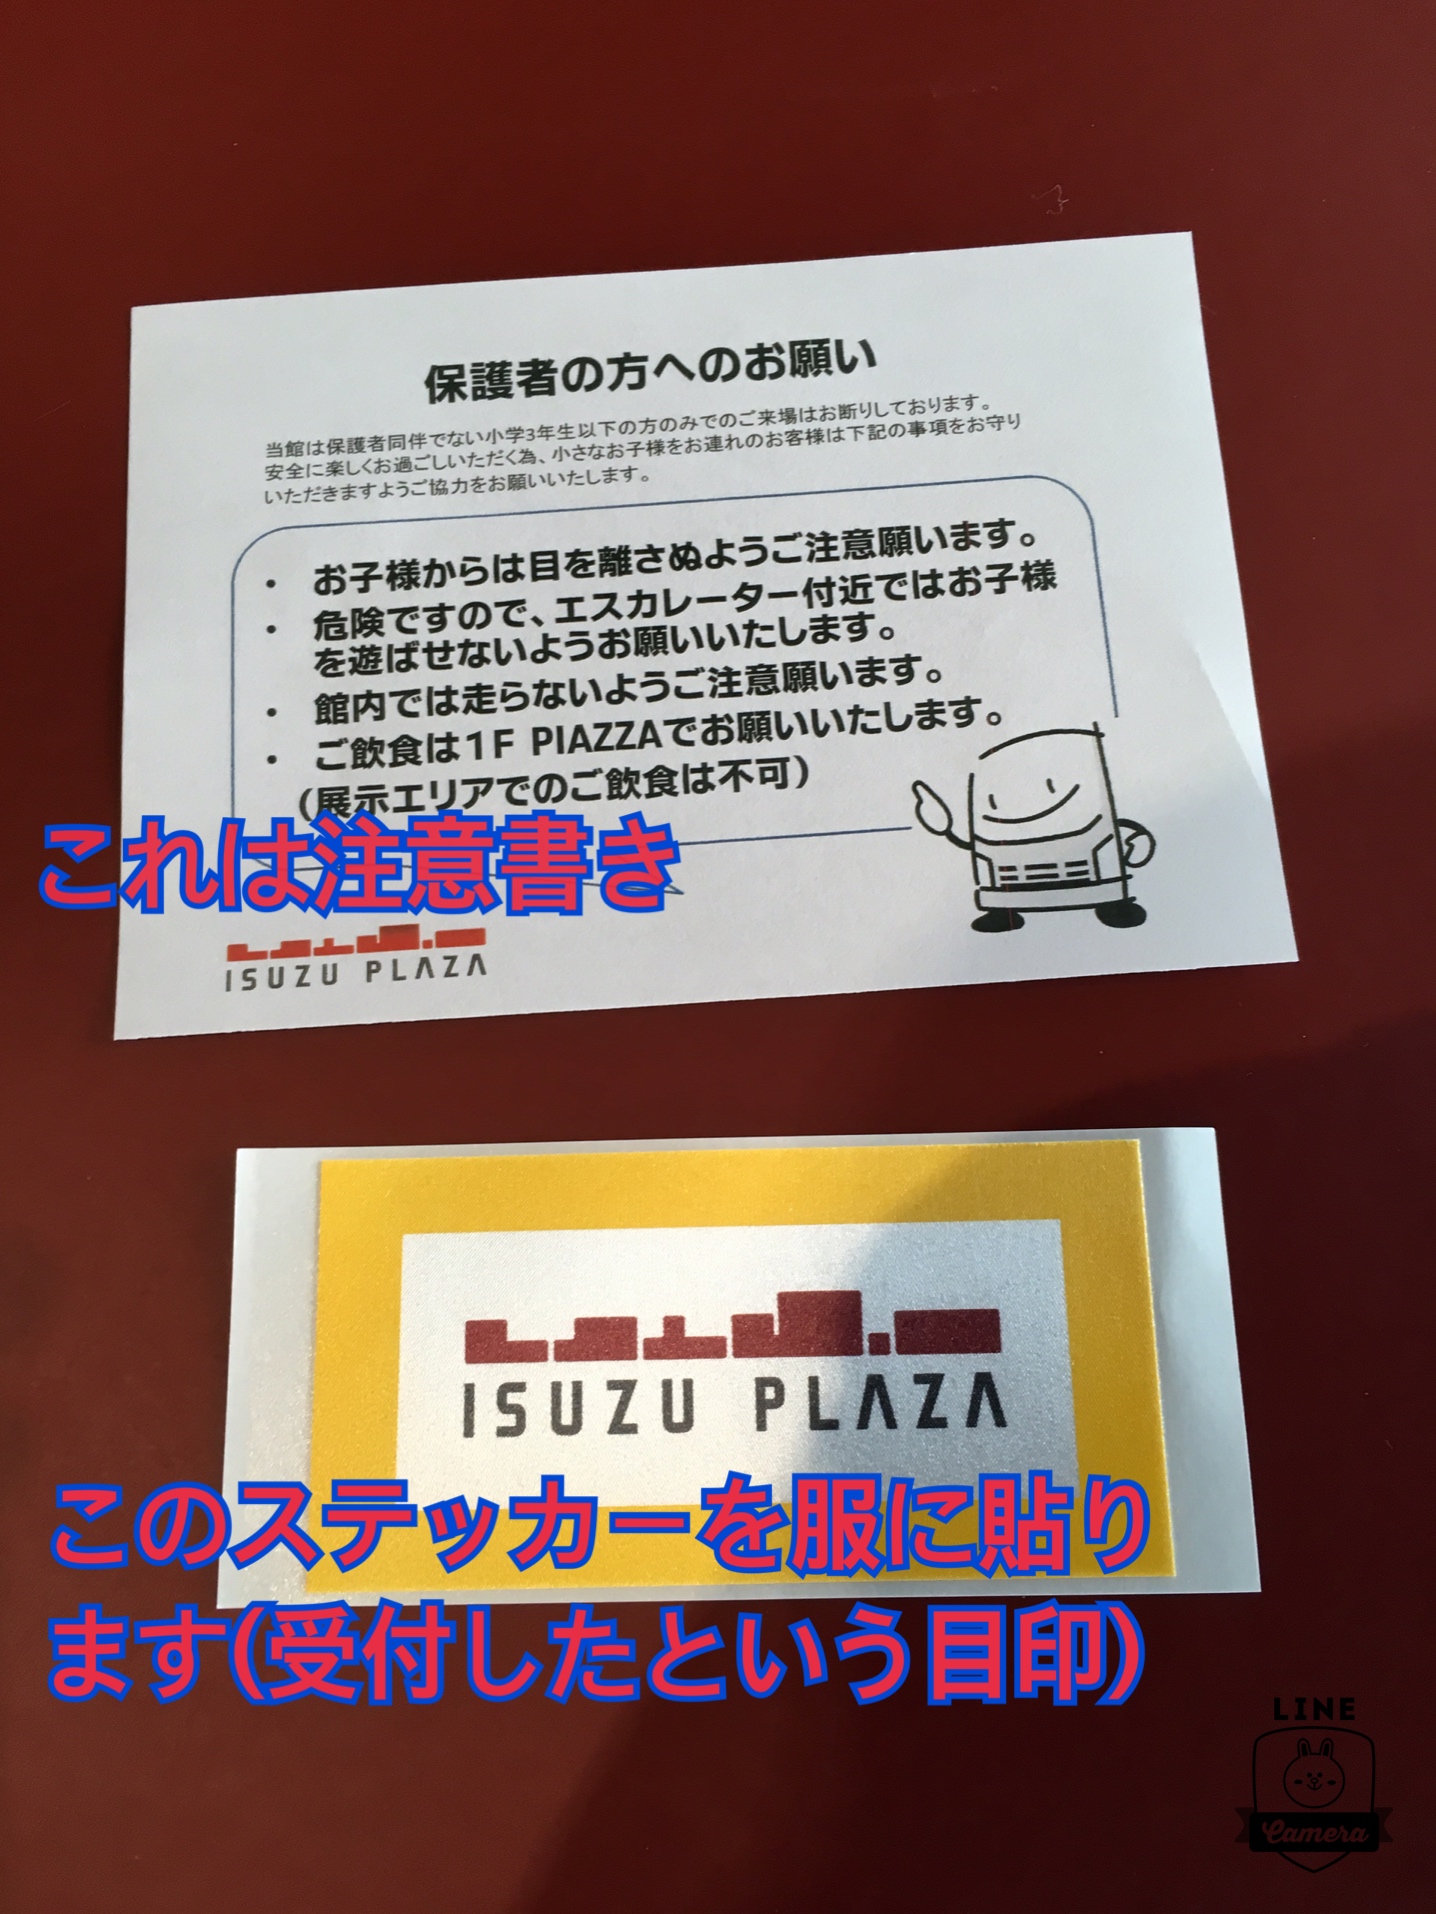 保護者の方へのお願い
当館は保護者同伴でない小学3年生以下の方のみでのご来場はお断りしております。
安全に楽しくお過ごしいただく為、小さなお子様をお連れのお客様は下記の事項をお守り
いただきますようご協力をお願いいたします。
・ お子様からは目を離さぬようご注意願います。
・ 危険ですので、エスカレーター付近ではお子様
を遊ばせないようお願いいたします。
・ 館内では走らないようご注意願います。
・ ご飲食は1F PIAZZAでお願いいたします。
（展示エリアでのご飲食は不可）
これは注意書き
ISUZU PLAZA
ISUZU PLAZA
このステッカーを服に貼り
ます(受付したという目印)
LINE
Camera